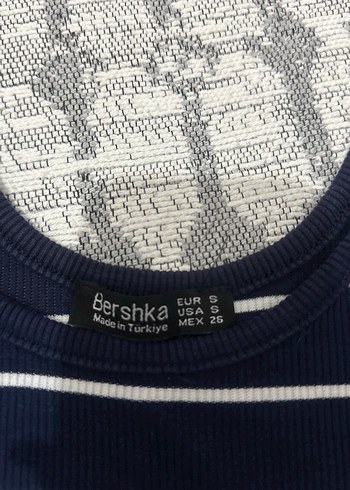 Bershka
Made in Türkiye
EUR S
USA S
MEX 26